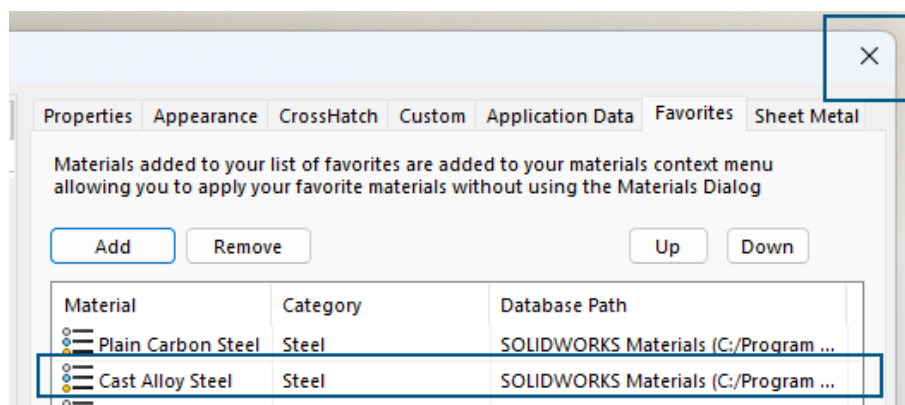 Properties Appearance CrossHatch Custom Application Data Favorites Sheet Metal
Materials added to your list of favorites are added to your materials context menu
allowing you to apply your favorite materials without using the Materials Dialog
Add Remove Up Down
Material Category Database Path
Plain Carbon Steel Steel SOLIDWORKS Materials (C:/Program ...
Cast Alloy Steel Steel SOLIDWORKS Materials (C:/Program ...